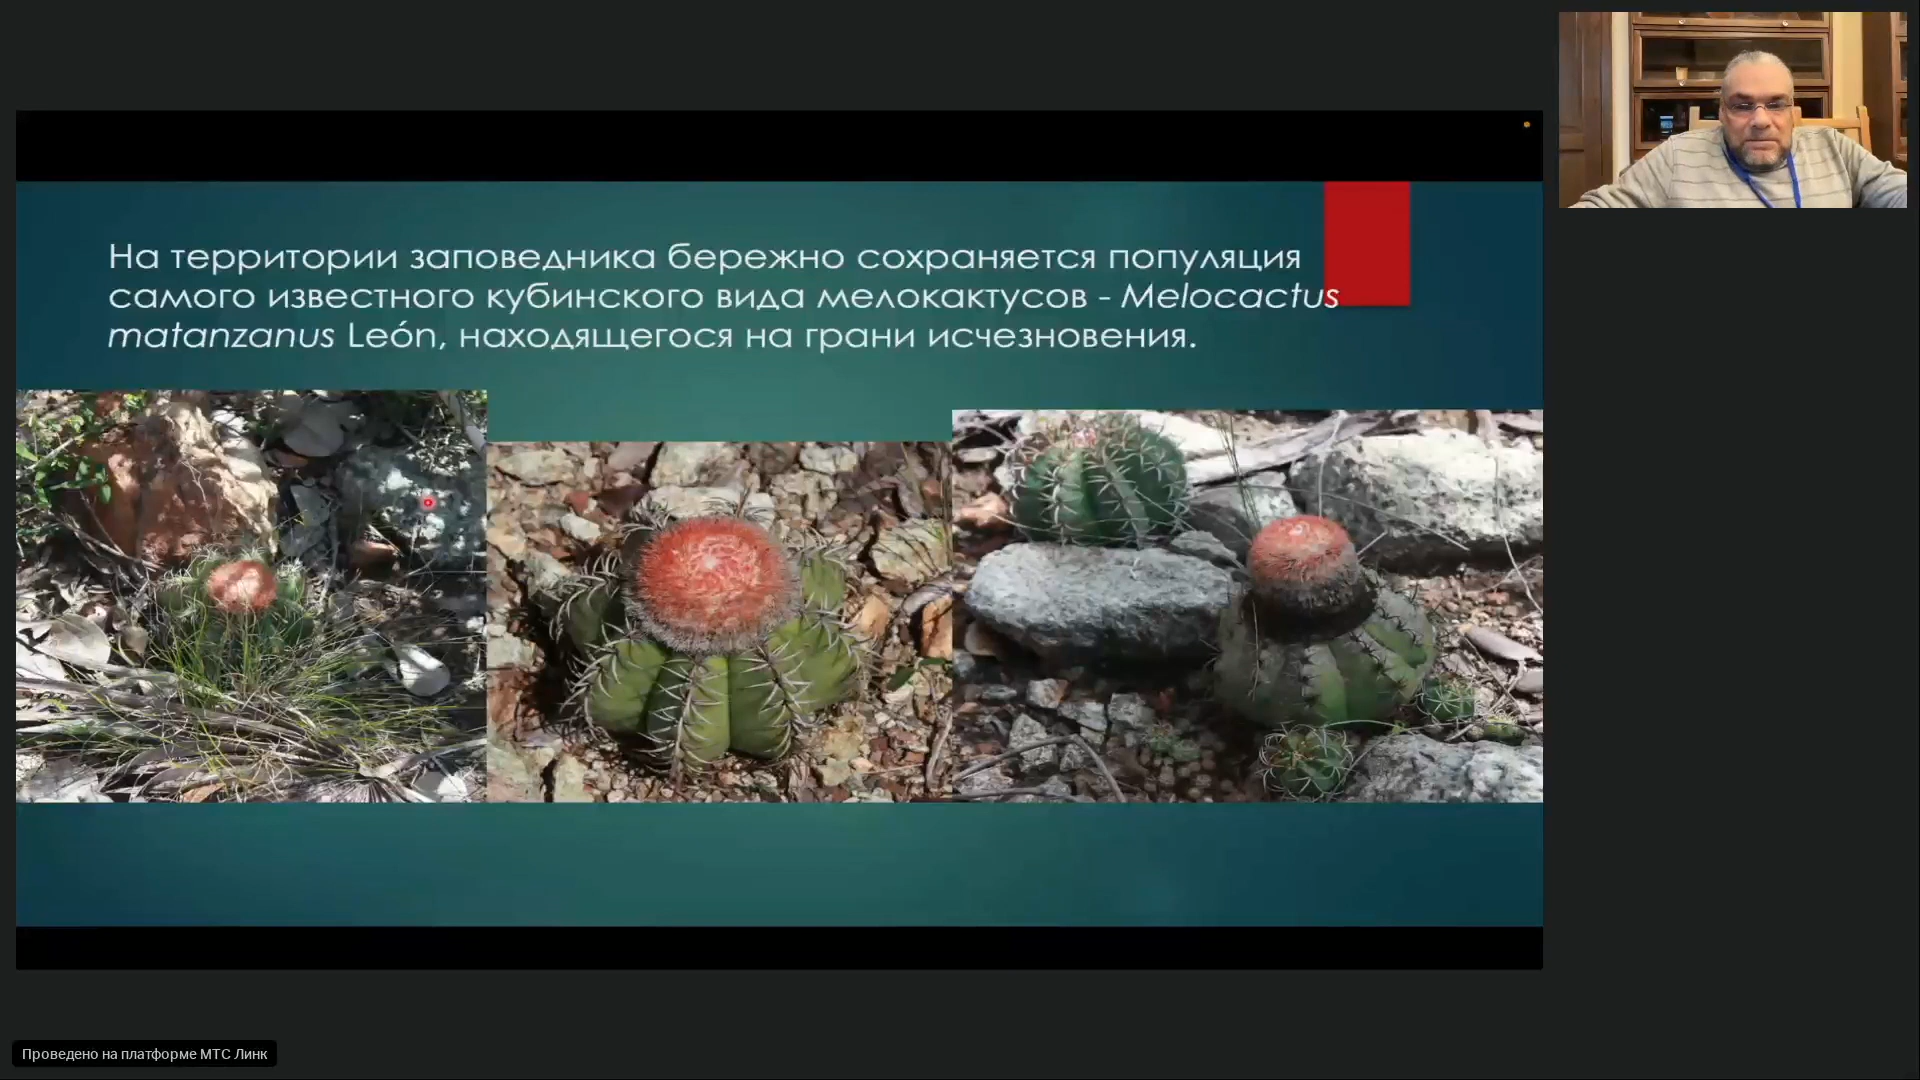 На территории заповедника бережно сохраняется популяция
самого известного кубинского вида мелокактусов - Melocactus
matanzanus León, находящегося на грани исчезновения.
Проведено на платформе МТС Линк